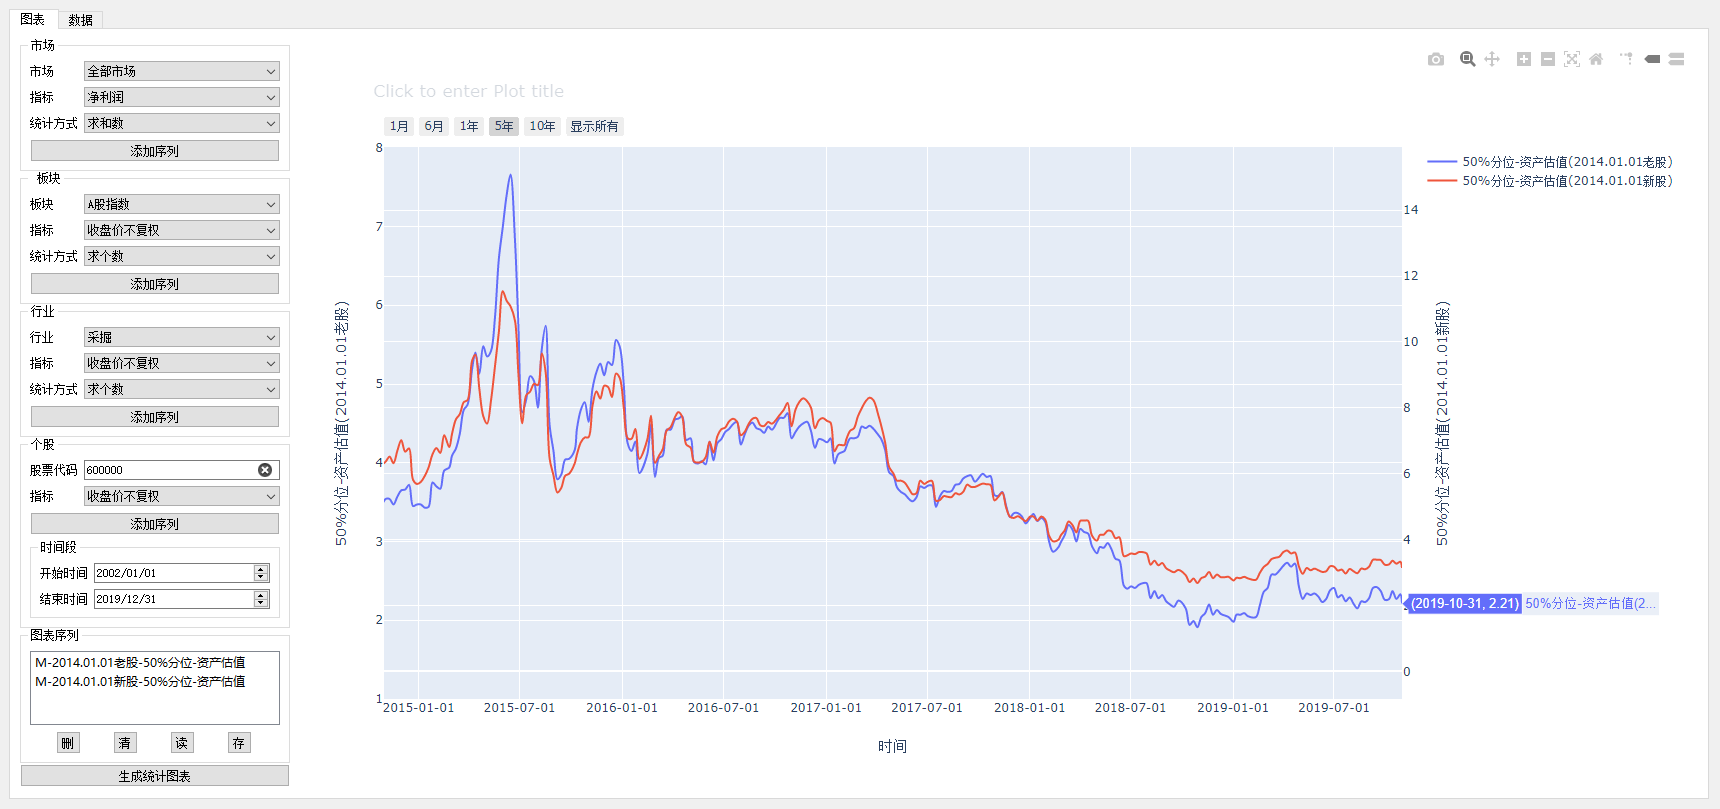 图表 数据
市场
市场 全部市场
指标 净利润
统计方式 求和数
添加序列
板块
板块 A股指数
指标 收盘价不复权
统计方式 求个数
添加序列
行业
行业 采掘
指标 收盘价不复权
统计方式 求个数
添加序列
个股
股票代码 600000
指标 收盘价不复权
添加序列
时间段
开始时间 2002/01/01
结束时间 2019/12/31
图表序列
M-2014.01.01老股-50%分位-资产估值
M-2014.01.01新股-50%分位-资产估值
删 清 读 存
生成统计图表
Click to enter Plot title
1月 6月 1年 5年 10年 显示所有
50%分位-资产估值(2014.01.01老股)
8
7
6
5
4
3
2
1
2015-01-01 2015-07-01 2016-01-01 2016-07-01 2017-01-01 2017-07-01 2018-01-01 2018-07-01 2019-01-01 2019-07-01
时间
14
12
10
8
6
4
0
50%分位-资产估值(2014.01.01新股)
50%分位-资产估值(2014.01.01老股)
50%分位-资产估值(2014.01.01新股)
(2019-10-31, 2.21) 50%分位-资产估值(2...